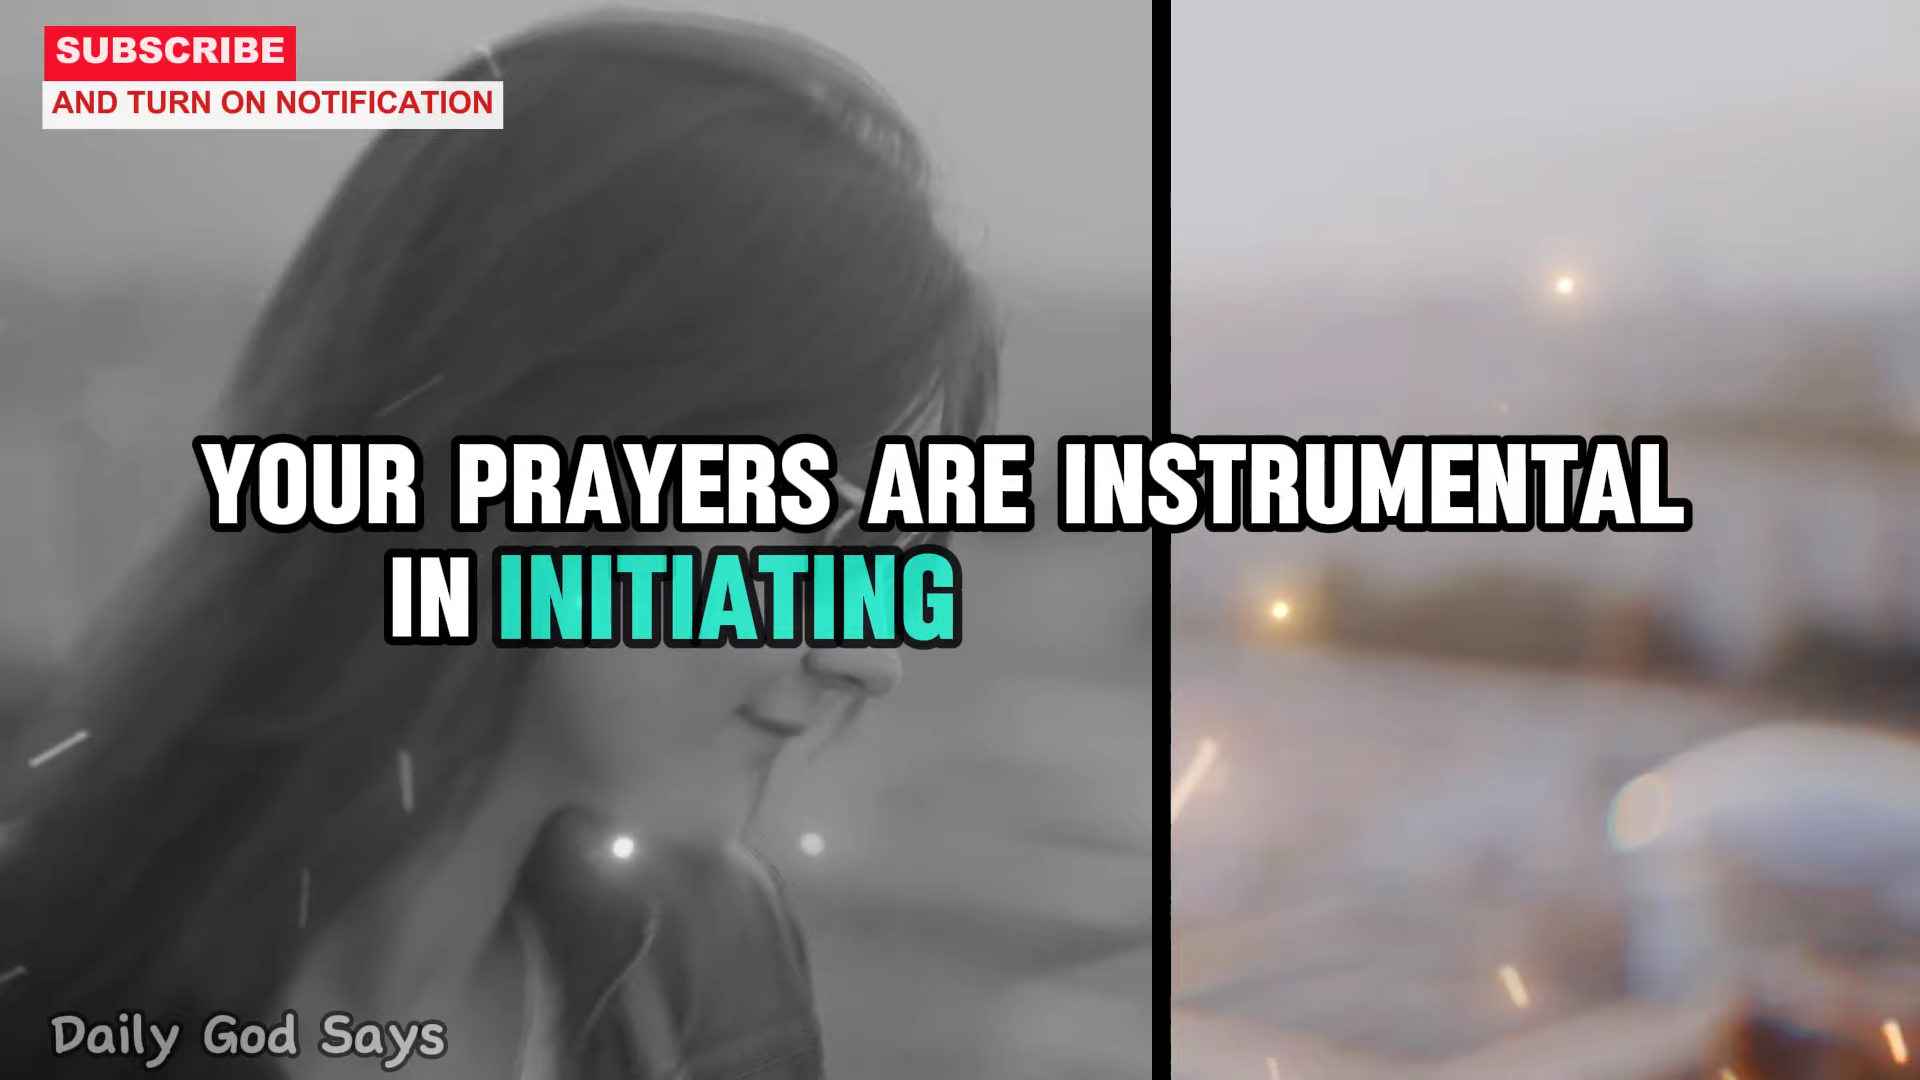 SUBSCRIBE
AND TURN ON NOTIFICATION
YOUR PRAYERS ARE INSTRUMENTAL
IN INITIATING
Daily God Says